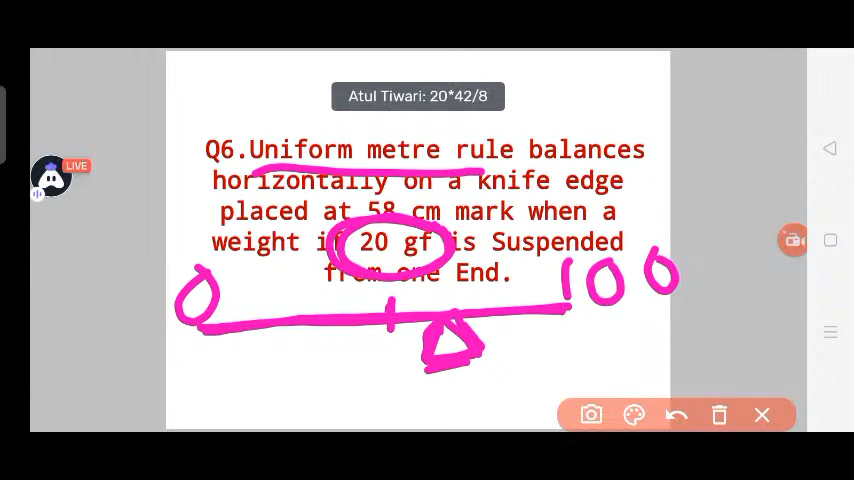 Atul Tiwari: 20*42/8
LIVE
Q6.Uniform metre rule balances
horizontally on a knife edge
placed at 58 cm mark when a
weight if 20 gf is Suspended
from one End.
0
100